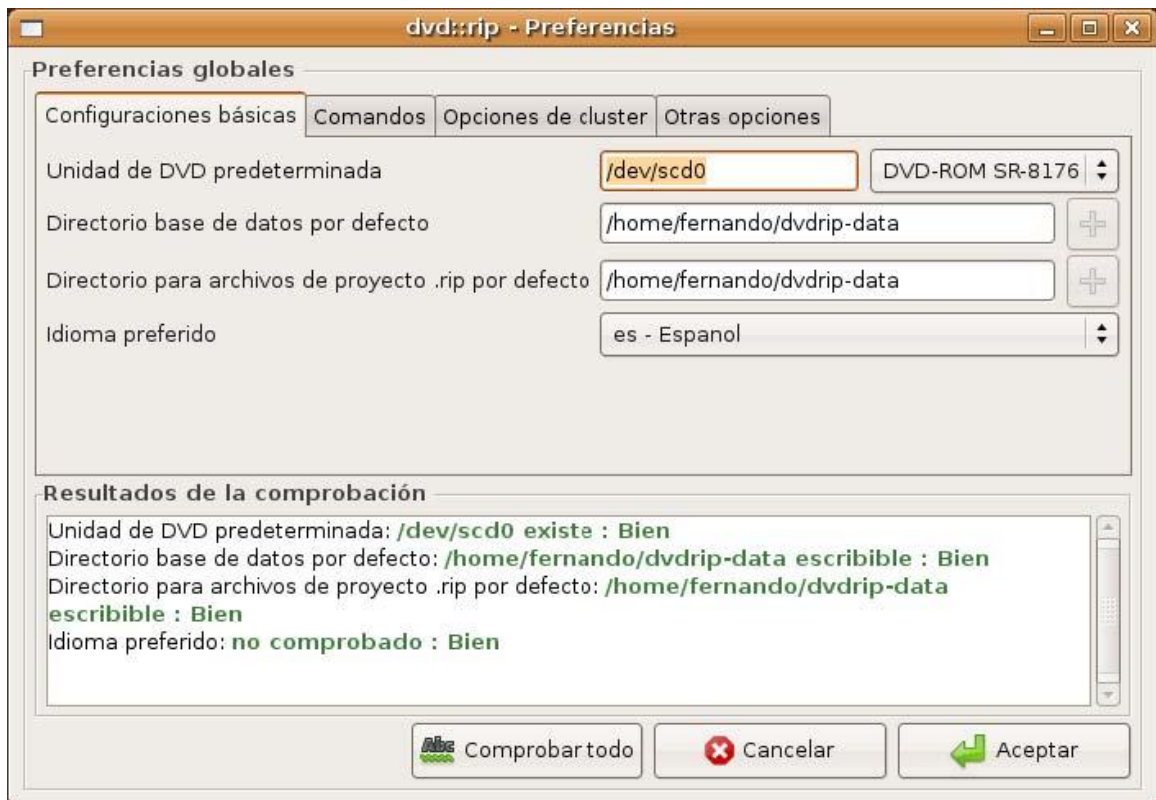 dvd::rip - Preferencias
Preferencias globales
Configuraciones básicas Comandos Opciones de cluster Otras opciones
Unidad de DVD predeterminada /dev/scd0 DVD-ROM SR-8176
Directorio base de datos por defecto /home/fernando/dvdrip-data
Directorio para archivos de proyecto .rip por defecto /home/fernando/dvdrip-data
Idioma preferido es - Espanol
Resultados de la comprobación
Unidad de DVD predeterminada: /dev/scd0 existe : Bien
Directorio base de datos por defecto: /home/fernando/dvdrip-data escribible : Bien
Directorio para archivos de proyecto .rip por defecto: /home/fernando/dvdrip-data
escribible : Bien
Idioma preferido: no comprobado : Bien
Abc Comprobar todo Cancelar Aceptar